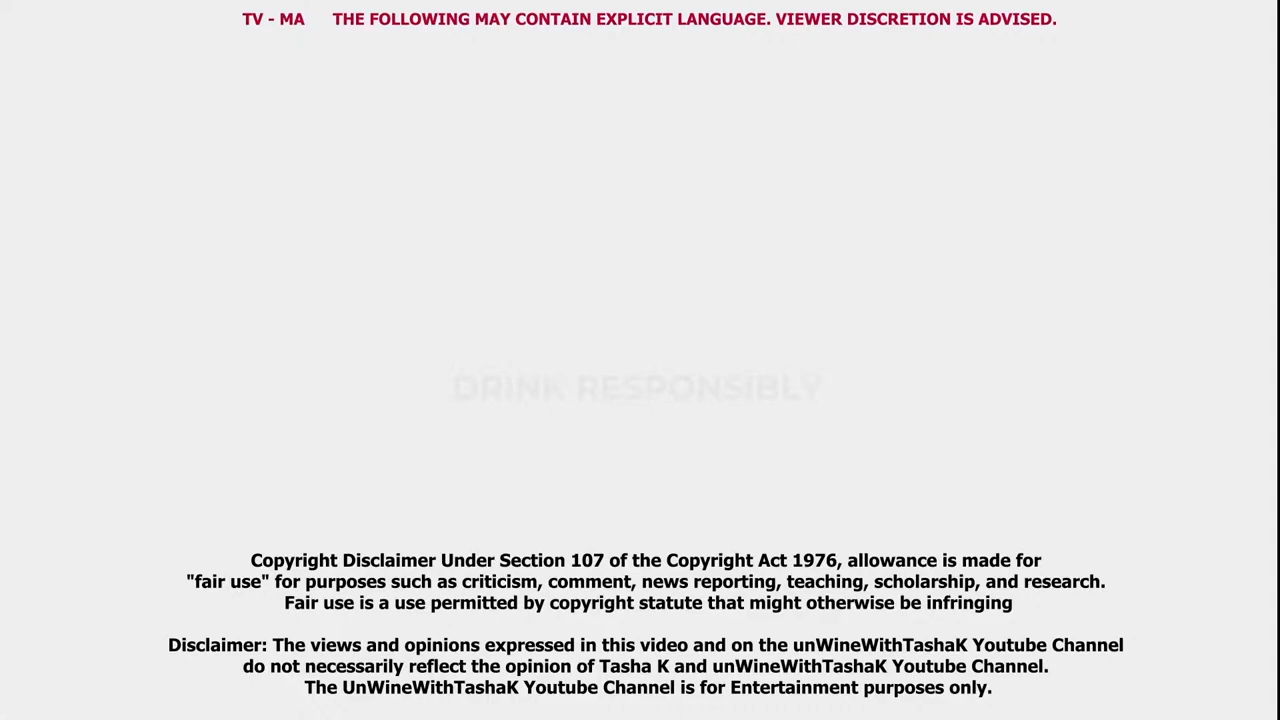 TV - MA THE FOLLOWING MAY CONTAIN EXPLICIT LANGUAGE. VIEWER DISCRETION IS ADVISED.
DRINK RESPONSIBLY
Copyright Disclaimer Under Section 107 of the Copyright Act 1976, allowance is made for
"fair use" for purposes such as criticism, comment, news reporting, teaching, scholarship, and research.
Fair use is a use permitted by copyright statute that might otherwise be infringing
Disclaimer: The views and opinions expressed in this video and on the unWineWithTashaK Youtube Channel
do not necessarily reflect the opinion of Tasha K and unWineWithTashaK Youtube Channel.
The UnWineWithTashaK Youtube Channel is for Entertainment purposes only.